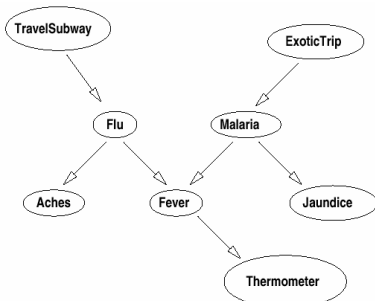 TravelSubway
ExoticTrip
Flu
Malaria
Aches
Fever
Jaundice
Thermometer